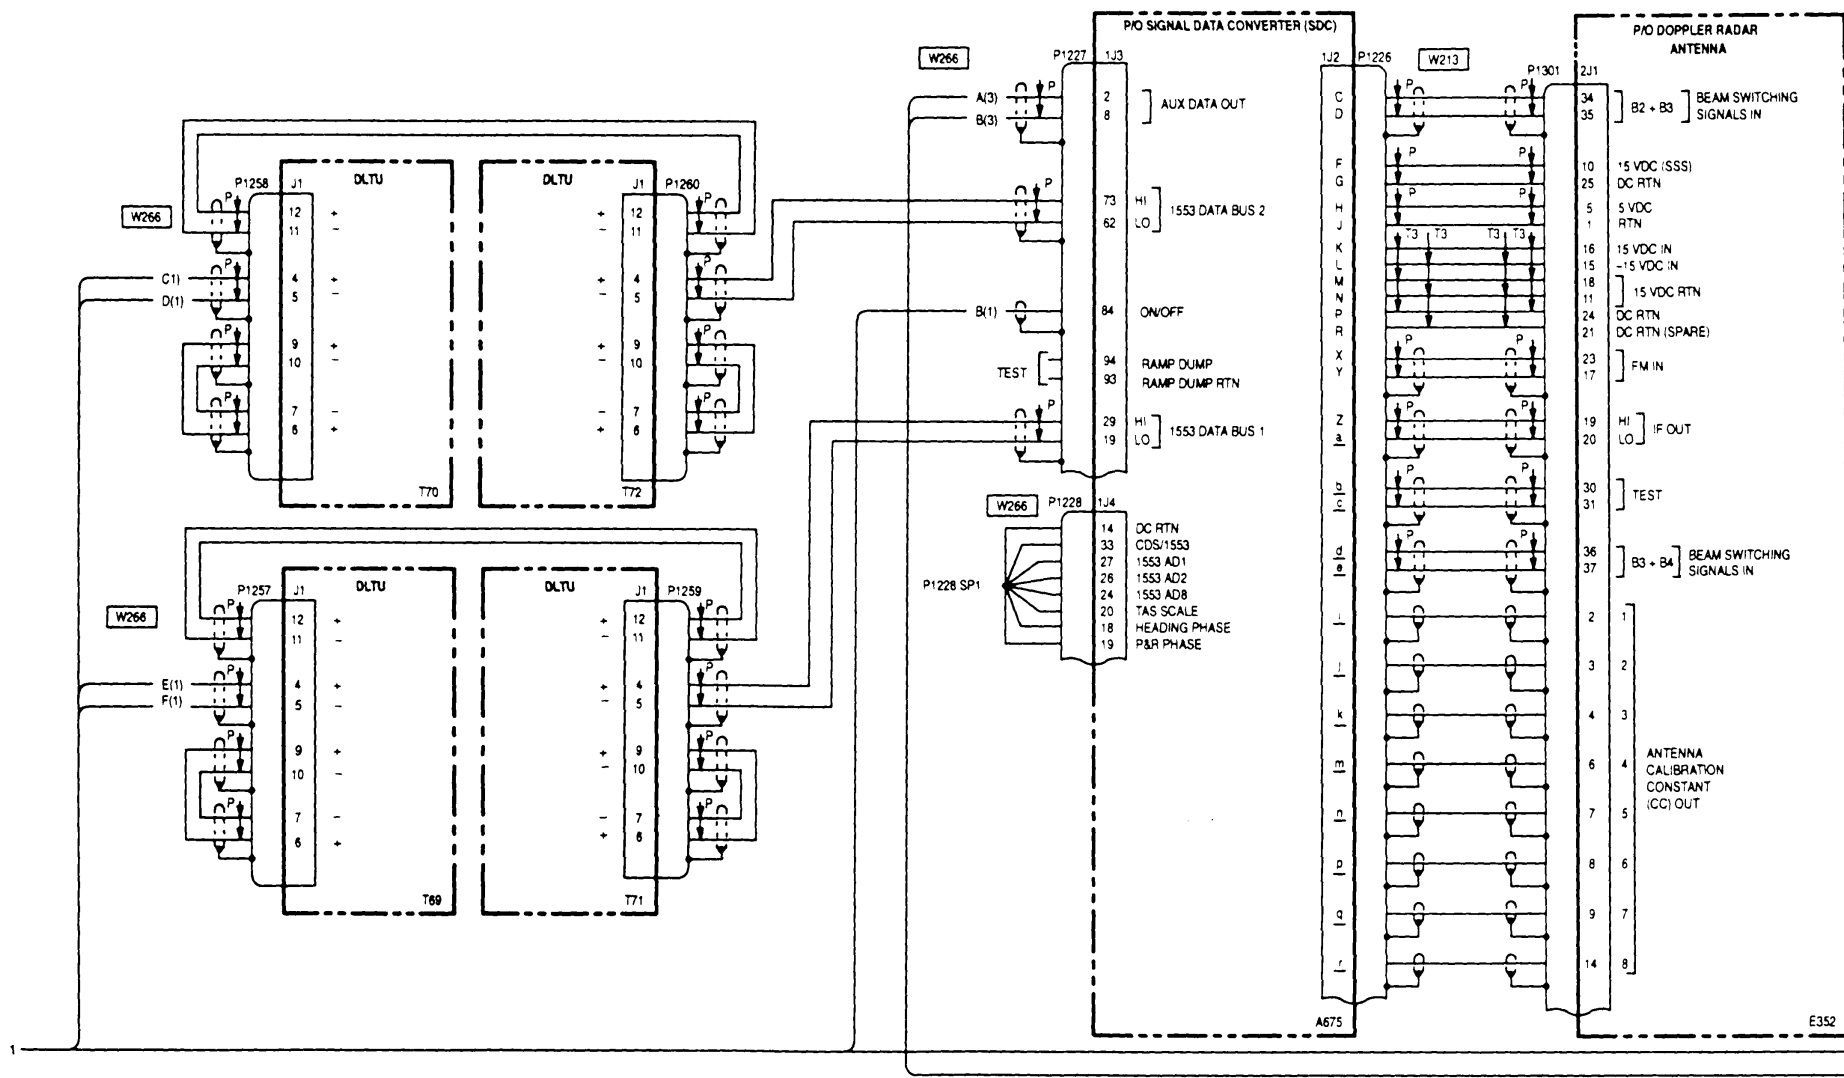 P/O SIGNAL DATA CONVERTER (SDC)
P/O DOPPLER RADAR
ANTENNA
W266
P1227
1J3
1J2
P1226
W213
P1301
2J1
A(3)
P
2
AUX DATA OUT
B(3)
8
C
P
P
34
B2 + B3
BEAM SWITCHING
SIGNALS IN
D
35
F
P
P
10
15 VDC (SSS)
G
25
DC RTN
H
P
P
5
5 VDC
J
1
RTN
T3
T3
T3
T3
K
16
15 VDC IN
L
15
-15 VDC IN
M
18
15 VDC RTN
N
11
P
24
DC RTN
R
21
DC RTN (SPARE)
X
P
P
23
FM IN
Y
17
Z
P
P
19
HI
IF OUT
a
20
LO
b
P
P
30
TEST
c
31
d
P
P
36
B3 + B4
BEAM SWITCHING
SIGNALS IN
e
37
i
2
1
j
3
2
k
4
3
m
6
4
ANTENNA
CALIBRATION
CONSTANT
(CC) OUT
n
7
5
p
8
6
q
9
7
r
14
8
A675
E352
P
73
HI
1553 DATA BUS 2
62
LO
B(1)
84
ON/OFF
TEST
94
RAMP DUMP
93
RAMP DUMP RTN
P
29
HI
1553 DATA BUS 1
19
LO
W266
P1228
1J4
14
DC RTN
33
CDS/1553
27
1553 AD1
26
1553 AD2
P1228 SP1
24
1553 AD8
20
TAS SCALE
18
HEADING PHASE
19
P&R PHASE
W266
P1258
J1
DLTU
DLTU
J1
P1260
P
12
+
+
12
P
11
-
-
11
C1)
P
4
+
+
4
P
D(1)
5
-
-
5
P
9
+
+
9
P
10
-
-
10
P
7
-
-
7
P
6
+
+
6
T70
T72
W266
P1257
J1
DLTU
DLTU
J1
P1259
P
12
+
+
12
P
11
-
-
11
E(1)
P
4
+
+
4
P
F(1)
5
-
-
5
P
9
+
+
9
P
10
-
-
10
P
7
-
-
7
P
6
+
+
6
T69
T71
1